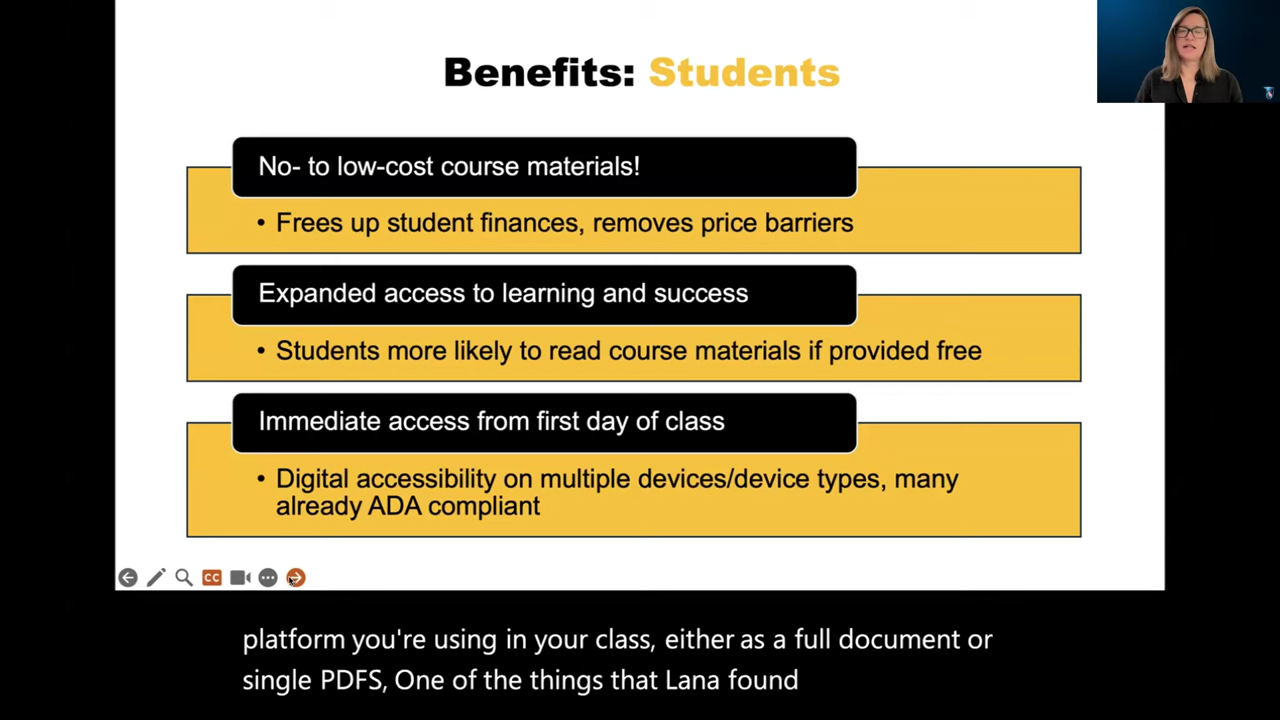 Benefits: Students
No- to low-cost course materials!
• Frees up student finances, removes price barriers
Expanded access to learning and success
• Students more likely to read course materials if provided free
Immediate access from first day of class
• Digital accessibility on multiple devices/device types, many
already ADA compliant
CC
platform you're using in your class, either as a full document or
single PDFS, One of the things that Lana found